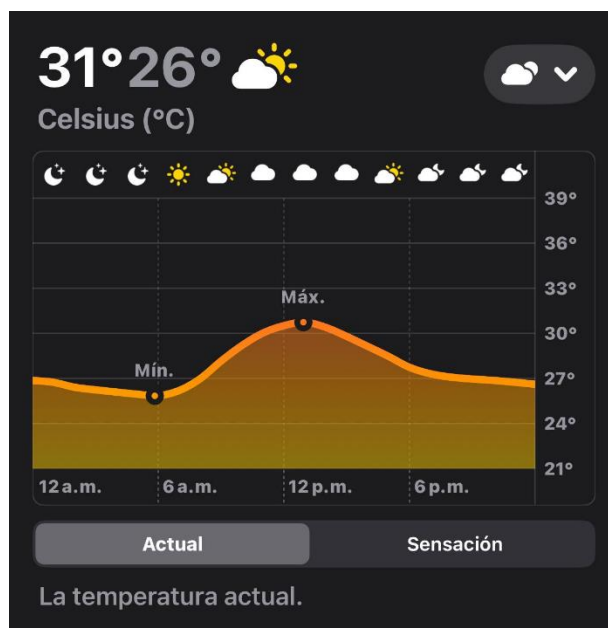 31° 26°
Celsius (°C)
39°
36°
33°
Máx.
30°
Mín.
27°
24°
21°
12 a.m. 6 a.m. 12 p.m. 6 p.m.
Actual Sensación
La temperatura actual.